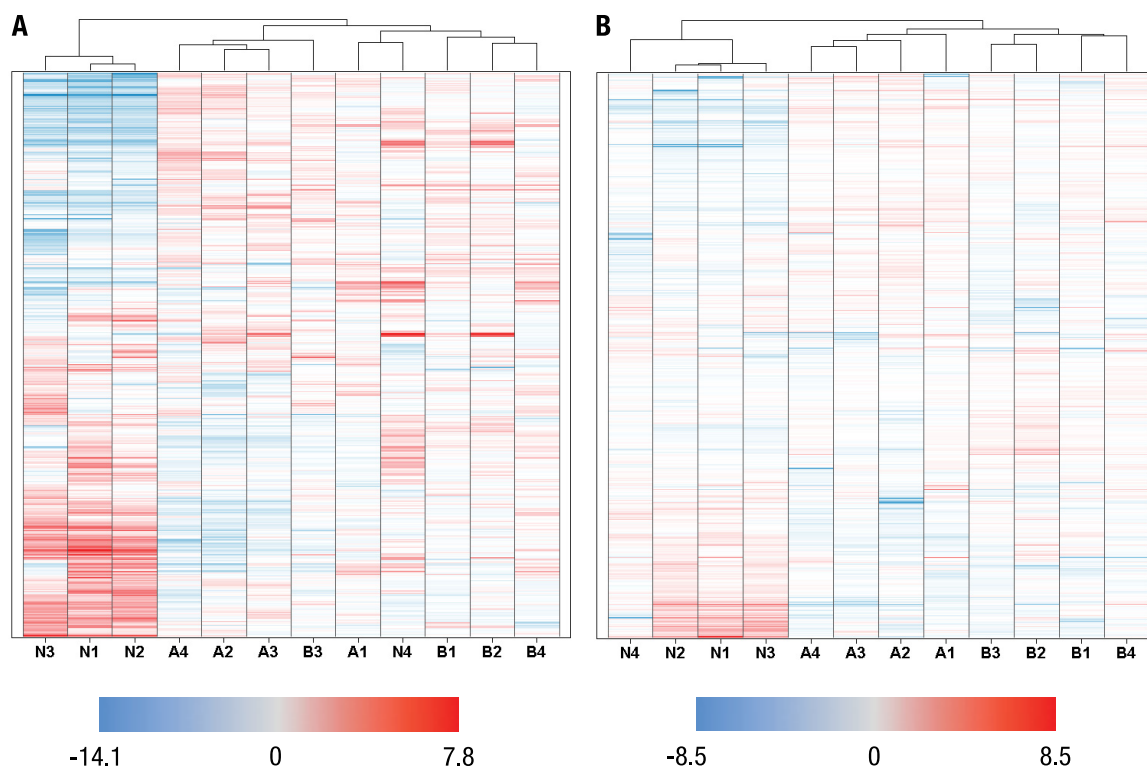 A
B
N3 N1 N2 A4 A2 A3 B3 A1 N4 B1 B2 B4
N4 N2 N1 N3 A4 A3 A2 A1 B3 B2 B1 B4
-14.1 0 7.8
-8.5 0 8.5